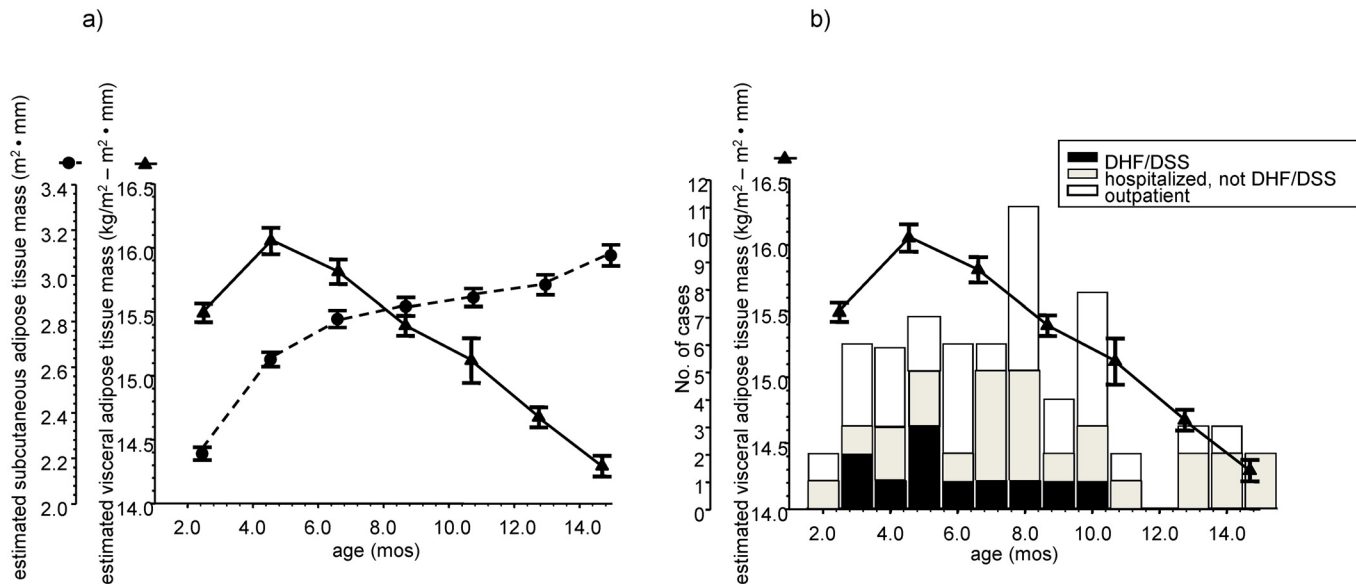 a)
b)
estimated subcutaneous adipose tissue mass (m² • mm)
3.4
3.2
3.0
2.8
2.6
2.4
2.2
2.0
estimated visceral adipose tissue mass (kg/m² – m² • mm)
16.5
16.0
15.5
15.0
14.5
14.0
2.0 4.0 6.0 8.0 10.0 12.0 14.0
age (mos)
No. of cases
12
11
10
9
8
7
6
5
4
3
2
1
0
estimated visceral adipose tissue mass (kg/m² – m² • mm)
16.5
16.0
15.5
15.0
14.5
14.0
DHF/DSS
hospitalized, not DHF/DSS
outpatient
2.0 4.0 6.0 8.0 10.0 12.0 14.0
age (mos)